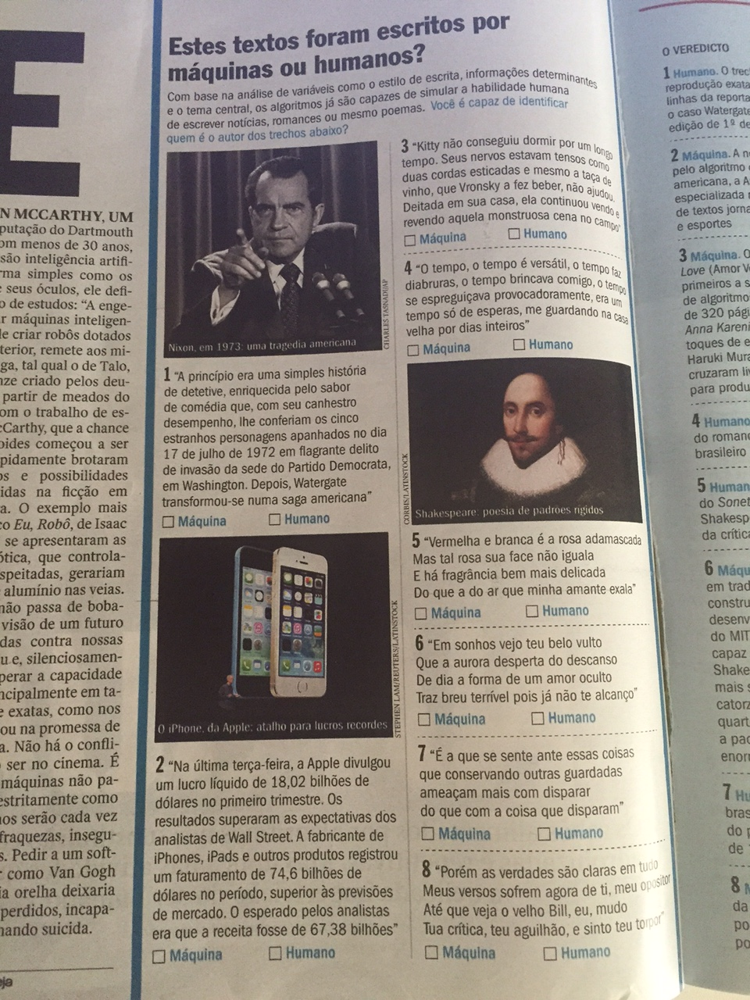 E
N MCCARTHY, UM
putação do Dartmouth
om menos de 30 anos,
são inteligência artifi-
rma simples como os
seus óculos, ele defi-
o de estudos: “A enge-
r máquinas inteligen-
le criar robôs dotados
terior, remete aos mi-
ga, tal qual o de Talo,
nze criado pelos deu-
partir de meados do
om o trabalho de es-
cCarthy, que a chance
oides começou a ser
pidamente brotaram
os e possibilidades
idas na ficção em
a. O exemplo mais
co Eu, Robô, de Isaac
se apresentaram as
ótica, que controla-
speitadas, gerariam
alumínio nas veias.
não passa de boba-
visão de um futuro
das contra nossas
u e, silenciosamen-
perar a capacidade
ncipalmente em ta-
e exatas, como nos
ou na promessa de
a. Não há o confli-
ser no cinema. É
máquinas não pa-
estritamente como
nos serão cada vez
fraquezas, insegu-
s. Pedir a um soft-
r como Van Gogh
ia orelha deixaria
perdidos, incapa-
nando suicida.
eja
Estes textos foram escritos por
máquinas ou humanos?
Com base na análise de variáveis como o estilo de escrita, informações determinantes
e o tema central, os algoritmos já são capazes de simular a habilidade humana
de escrever notícias, romances ou mesmo poemas. Você é capaz de identificar
quem é o autor dos trechos abaixo?
CHARLES TASNADI/AP
Nixon, em 1973: uma tragedia americana
1 “A princípio era uma simples história
de detetive, enriquecida pelo sabor
de comédia que, com seu canhestro
desempenho, lhe conferiam os cinco
estranhos personagens apanhados no dia
17 de julho de 1972 em flagrante delito
de invasão da sede do Partido Democrata,
em Washington. Depois, Watergate
transformou-se numa saga americana”
Máquina Humano
STEPHEN LAM/REUTERS/LATINSTOCK
O iPhone, da Apple: atalho para lucros recordes
2 “Na última terça-feira, a Apple divulgou
um lucro líquido de 18,02 bilhões de
dólares no primeiro trimestre. Os
resultados superaram as expectativas dos
analistas de Wall Street. A fabricante de
iPhones, iPads e outros produtos registrou
um faturamento de 74,6 bilhões de
dólares no período, superior às previsões
de mercado. O esperado pelos analistas
era que a receita fosse de 67,38 bilhões”
Máquina Humano
3 “Kitty não conseguiu dormir por um longo
tempo. Seus nervos estavam tensos como
duas cordas esticadas e mesmo a taça de
vinho, que Vronsky a fez beber, não ajudou.
Deitada em sua casa, ela continuou vendo e
revendo aquela monstruosa cena no campo”
Máquina Humano
4 “O tempo, o tempo é versátil, o tempo faz
diabruras, o tempo brincava comigo, o tempo
se espreguiçava provocadoramente, era um
tempo só de esperas, me guardando na casa
velha por dias inteiros”
Máquina Humano
CORBIS/LATINSTOCK
Shakespeare: poesia de padrões rígidos
5 “Vermelha e branca é a rosa adamascada
Mas tal rosa sua face não iguala
E há fragrância bem mais delicada
Do que a do ar que minha amante exala”
Máquina Humano
6 “Em sonhos vejo teu belo vulto
Que a aurora desperta do descanso
De dia a forma de um amor oculto
Traz breu terrível pois já não te alcanço”
Máquina Humano
7 “É a que se sente ante essas coisas
que conservando outras guardadas
ameaçam mais com disparar
do que com a coisa que disparam”
Máquina Humano
8 “Porém as verdades são claras em tudo
Meus versos sofrem agora de ti, meu opositor
Até que veja o velho Bill, eu, mudo
Tua crítica, teu aguilhão, e sinto teu torpor”
Máquina Humano
O VEREDICTO
1 Humano. O trec
reprodução exata
linhas da reporta
o caso Watergate
edição de 1º de
2 Máquina. A n
pelo algoritmo
americana, a A
especializada
de textos jorna
e esportes
3 Máquina. O
Love (Amor V
primeiros a s
de algoritmo
de 320 pági
Anna Kareni
toques de e
Haruki Mura
cruzaram liv
para produ
4 Humano
do romane
brasileiro
5 Human
do Sonet
Shakesp
da crítica
6 Máqu
em trad
constru
desenv
do MIT
capaz
Shake
mais s
catorz
quart
a pad
enor
7 Hu
bras
do p
de
8 M
da
po
po